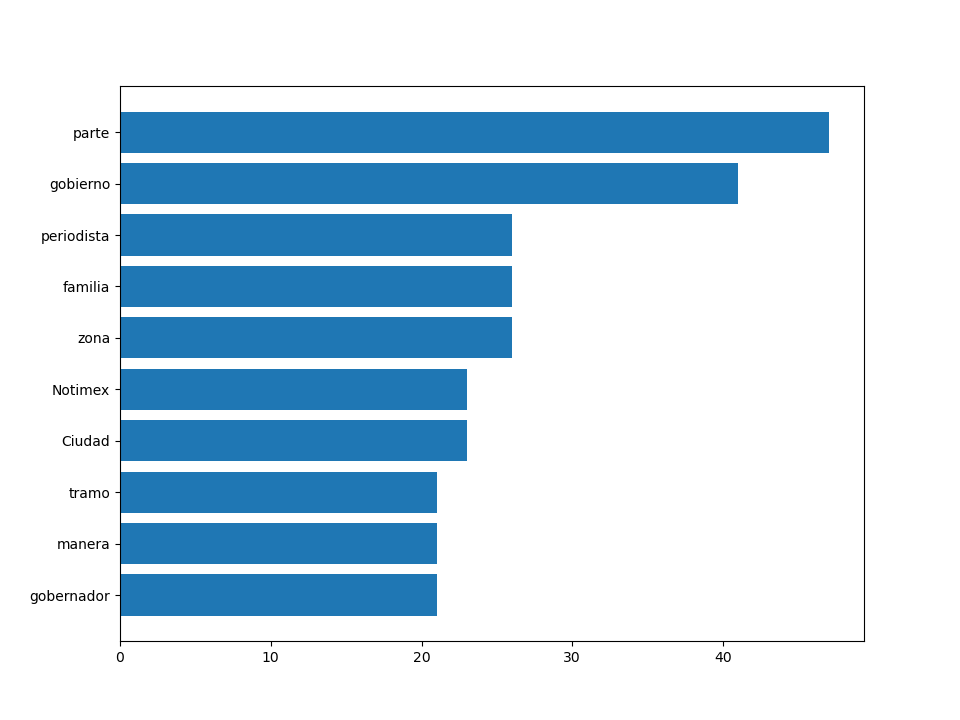 parte
gobierno
periodista
familia
zona
Notimex
Ciudad
tramo
manera
gobernador
0 10 20 30 40